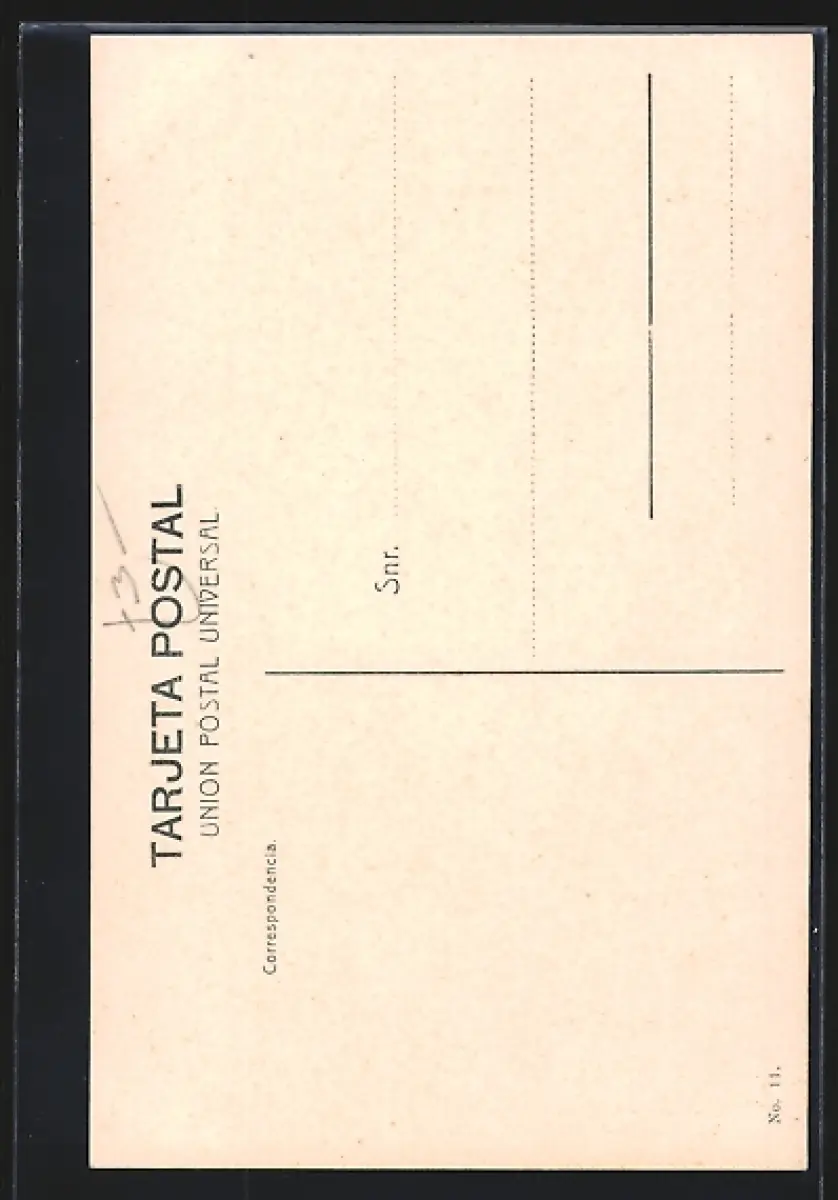 TARJETA POSTAL
UNION POSTAL UNIVERSAL
Correspondencia.
Snr.
No. 11.